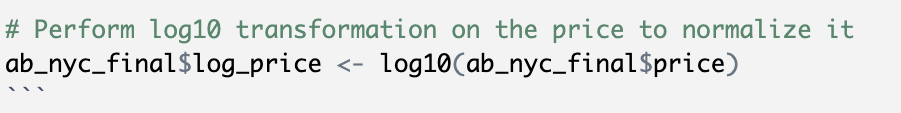 # Perform log10 transformation on the price to normalize it
ab_nyc_final$log_price <- log10(ab_nyc_final$price)
```